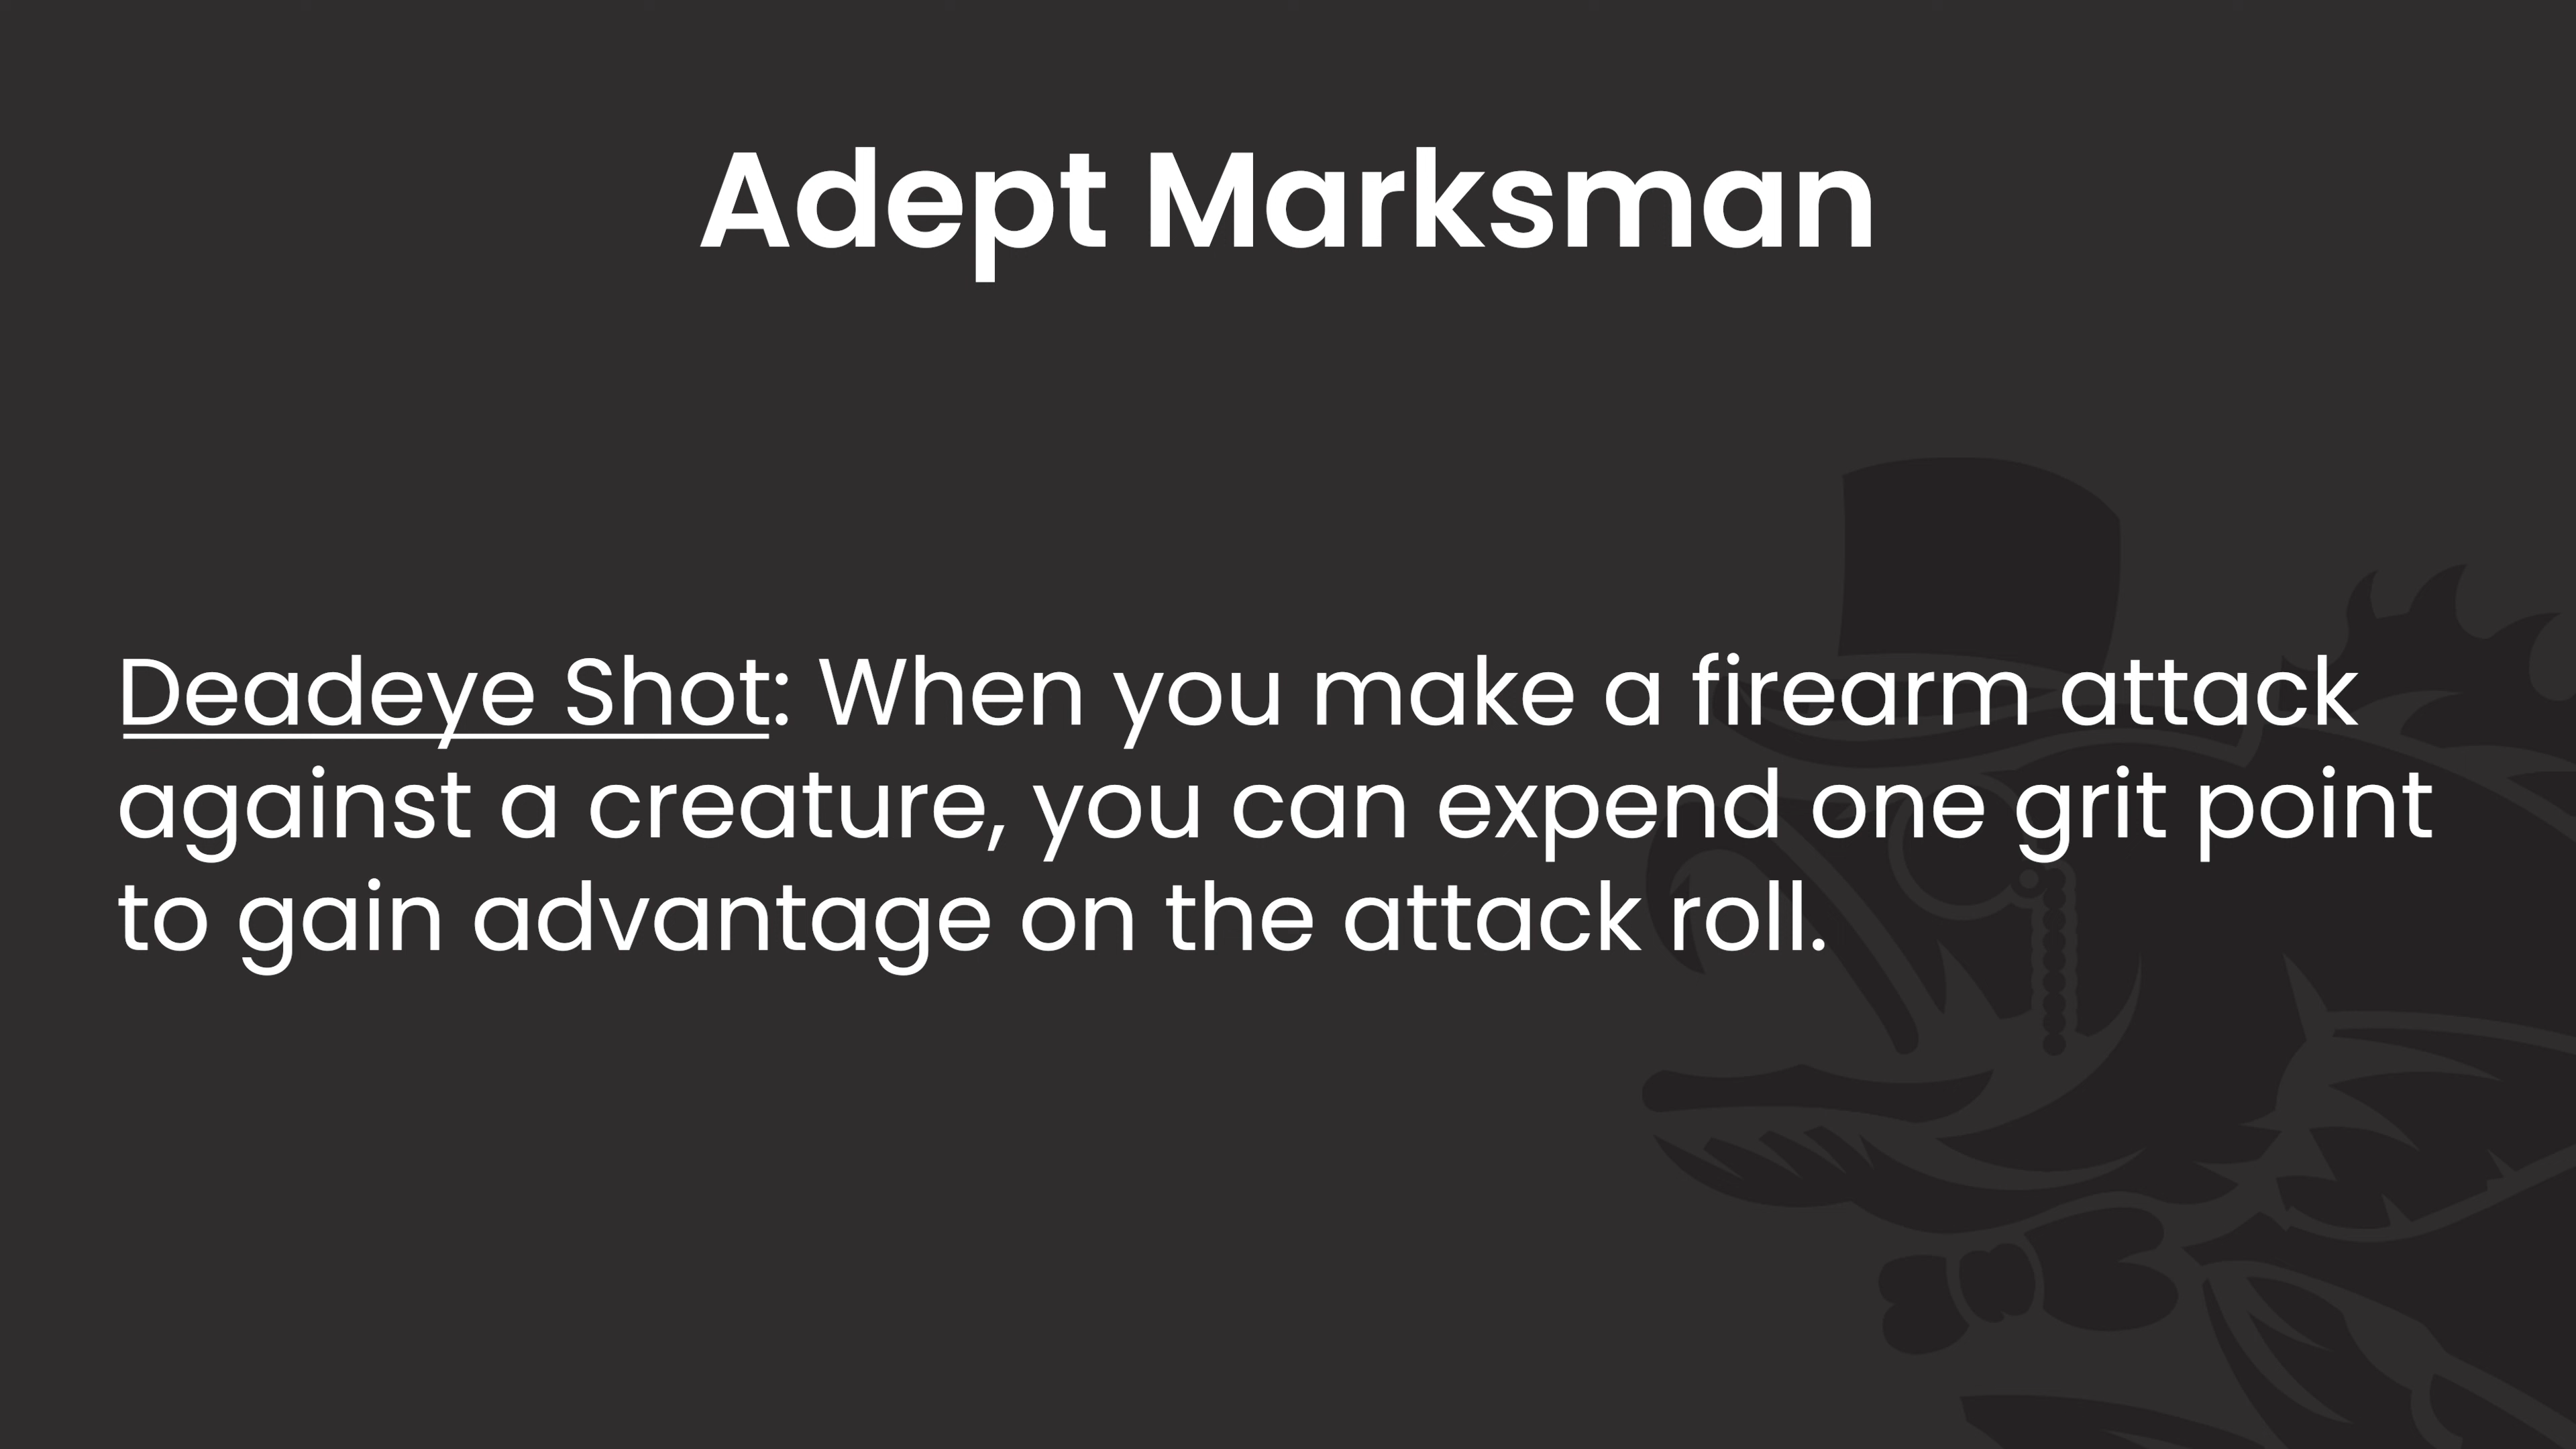 Adept Marksman
Deadeye Shot: When you make a firearm attack
against a creature, you can expend one grit point
to gain advantage on the attack roll.